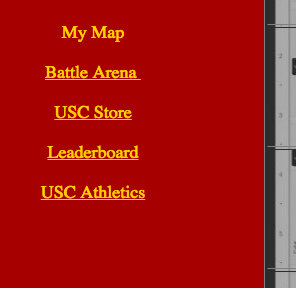 My Map
Battle Arena
USC Store
Leaderboard
USC Athletics